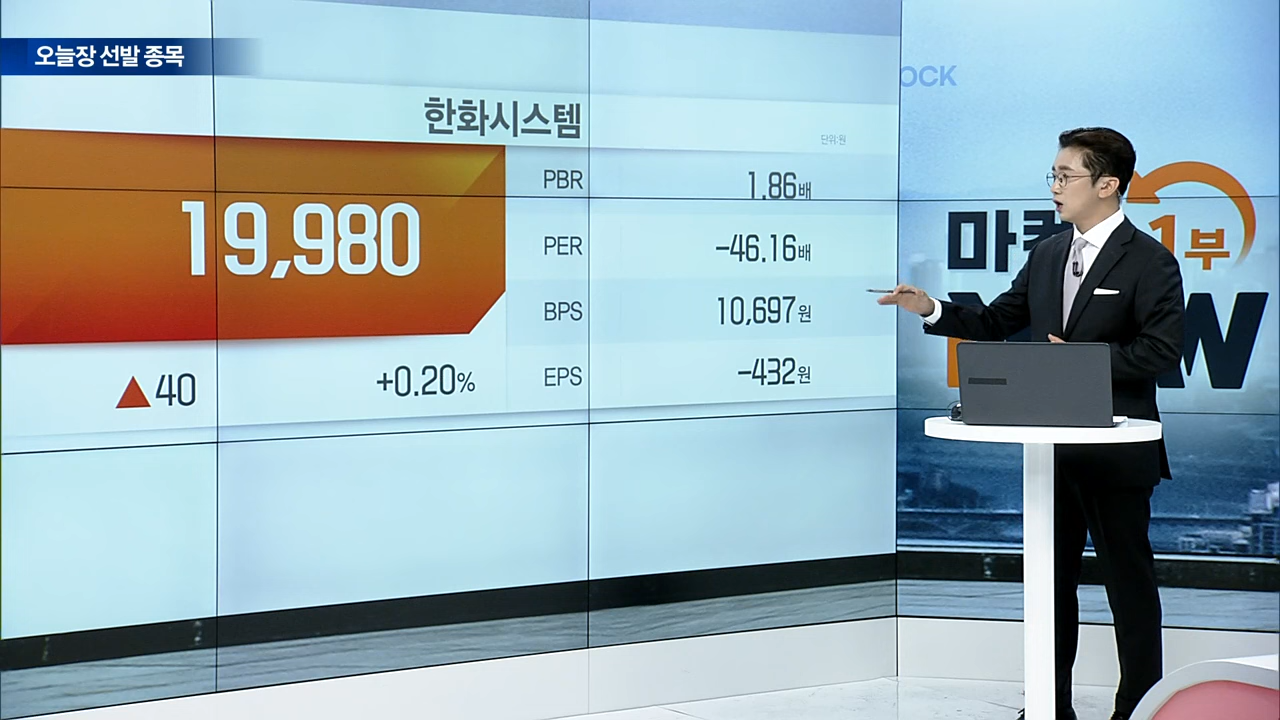 오늘장 선발 종목
OCK
한화시스템
단위:원
19,980
▲40 +0.20%
PBR 1.86배
PER -46.16배
BPS 10,697원
EPS -432원
1부
W